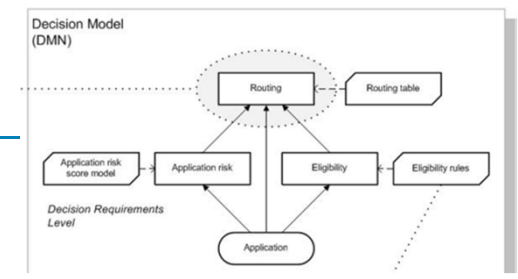 Decision Model
(DMN)
Routing
Routing table
Application risk
score model
Application risk
Eligibility
Eligibility rules
Decision Requirements
Level
Application